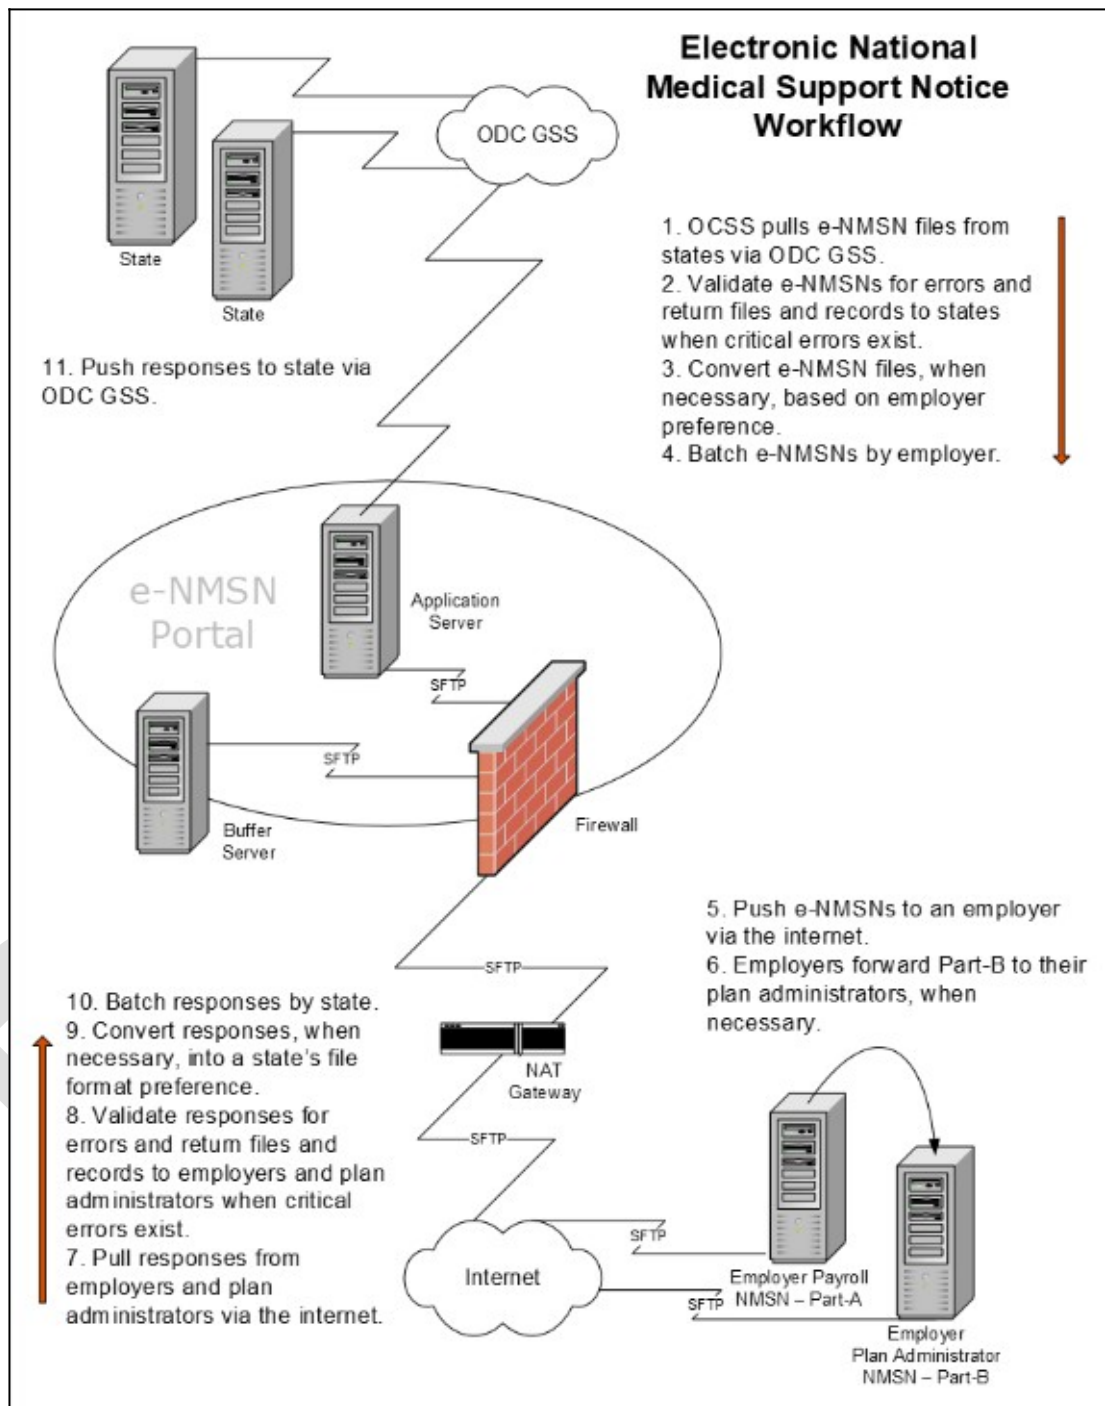 Electronic National
Medical Support Notice
Workflow
ODC GSS
State
State
1. OCSS pulls e-NMSN files from
states via ODC GSS.
2. Validate e-NMSNs for errors and
return files and records to states
when critical errors exist.
3. Convert e-NMSN files, when
necessary, based on employer
preference.
4. Batch e-NMSNs by employer.
11. Push responses to state via
ODC GSS.
e-NMSN
Portal
Application
Server
SFTP
SFTP
Buffer
Server
Firewall
5. Push e-NMSNs to an employer
via the internet.
6. Employers forward Part-B to their
plan administrators, when
necessary.
SFTP
NAT
Gateway
SFTP
10. Batch responses by state.
9. Convert responses, when
necessary, into a state's file
format preference.
8. Validate responses for
errors and return files and
records to employers and plan
administrators when critical
errors exist.
7. Pull responses from
employers and plan
administrators via the internet.
Internet
SFTP
SFTP
Employer Payroll
NMSN – Part-A
Employer
Plan Administrator
NMSN – Part-B